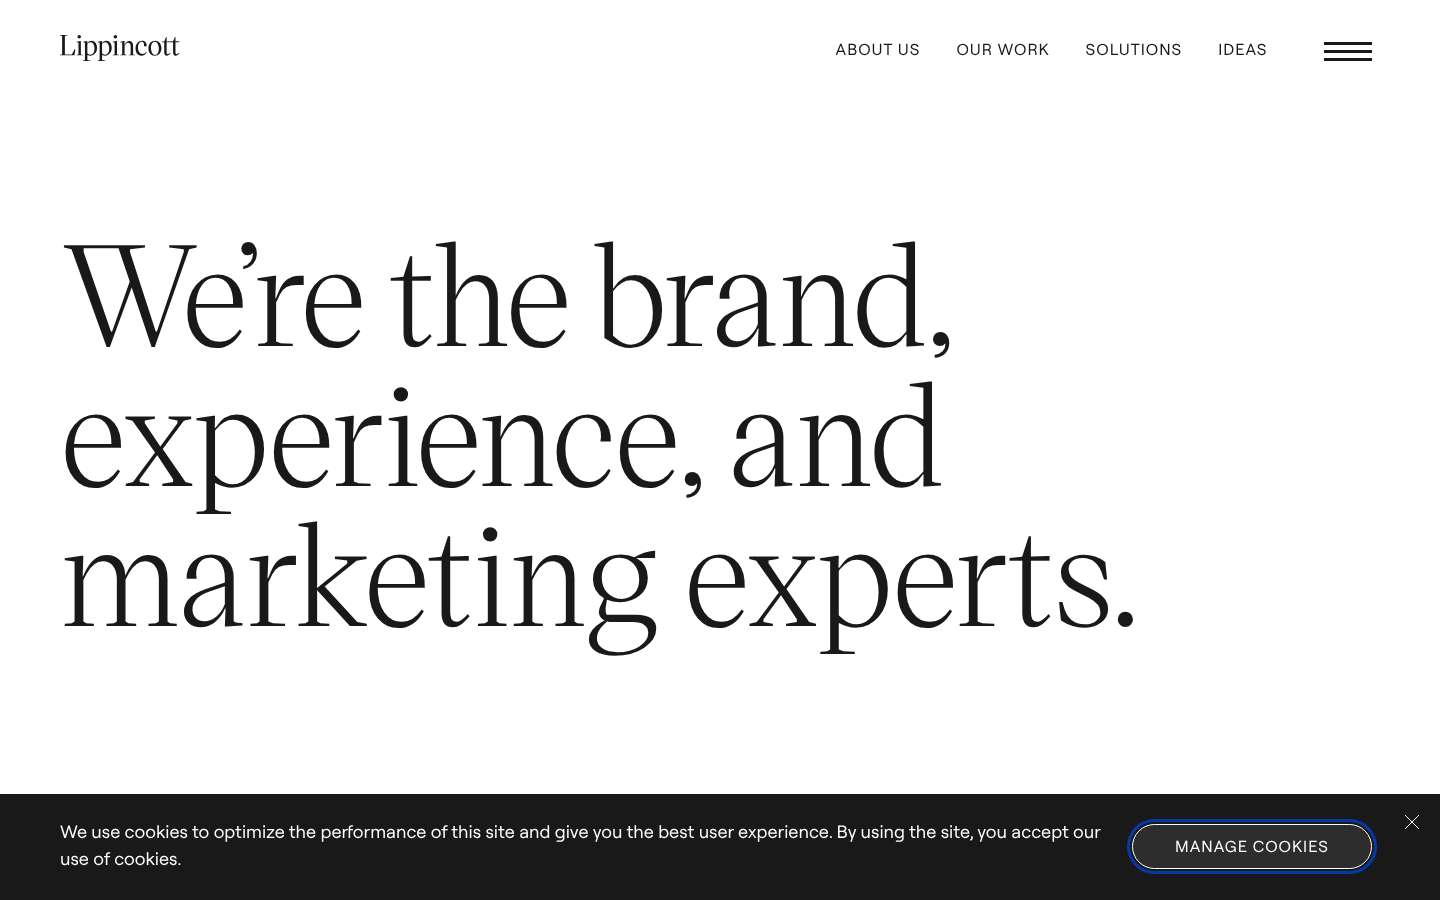 Lippincott
ABOUT US
OUR WORK
SOLUTIONS
IDEAS
We’re the brand,
experience, and
marketing experts.
We use cookies to optimize the performance of this site and give you the best user experience. By using the site, you accept our
use of cookies.
MANAGE COOKIES